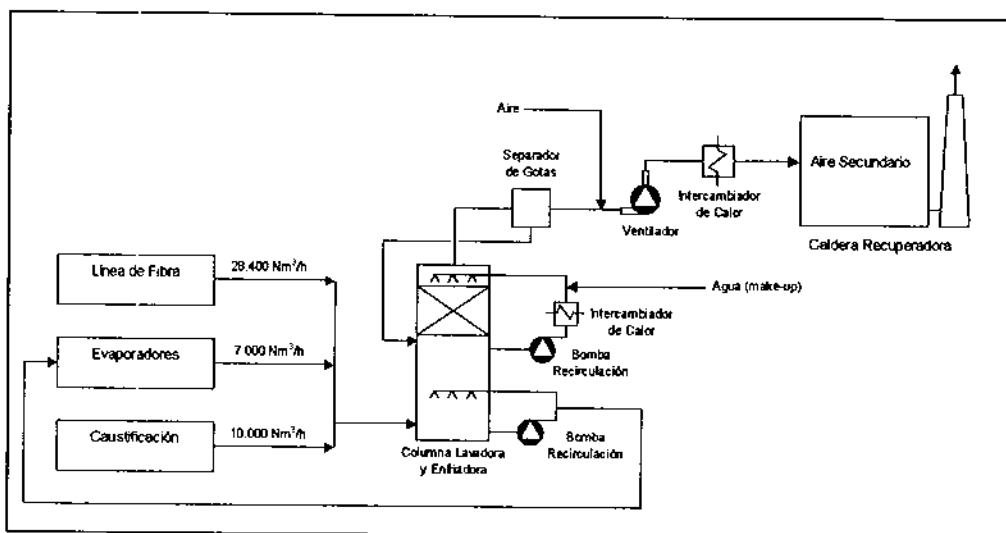 Aire
Separador
de Gotas
Aire Secundario
Intercambiador
de Calor
Ventilador
Caldera Recuperadora
Línea de Fibra
28.400 Nm³/h
Agua (make-up)
Intercambiador
de Calor
Evaporadores
7.000 Nm³/h
Bomba
Recirculación
Caustificación
10.000 Nm³/h
Columna Lavadora
y Enfriadora
Bomba
Recirculación